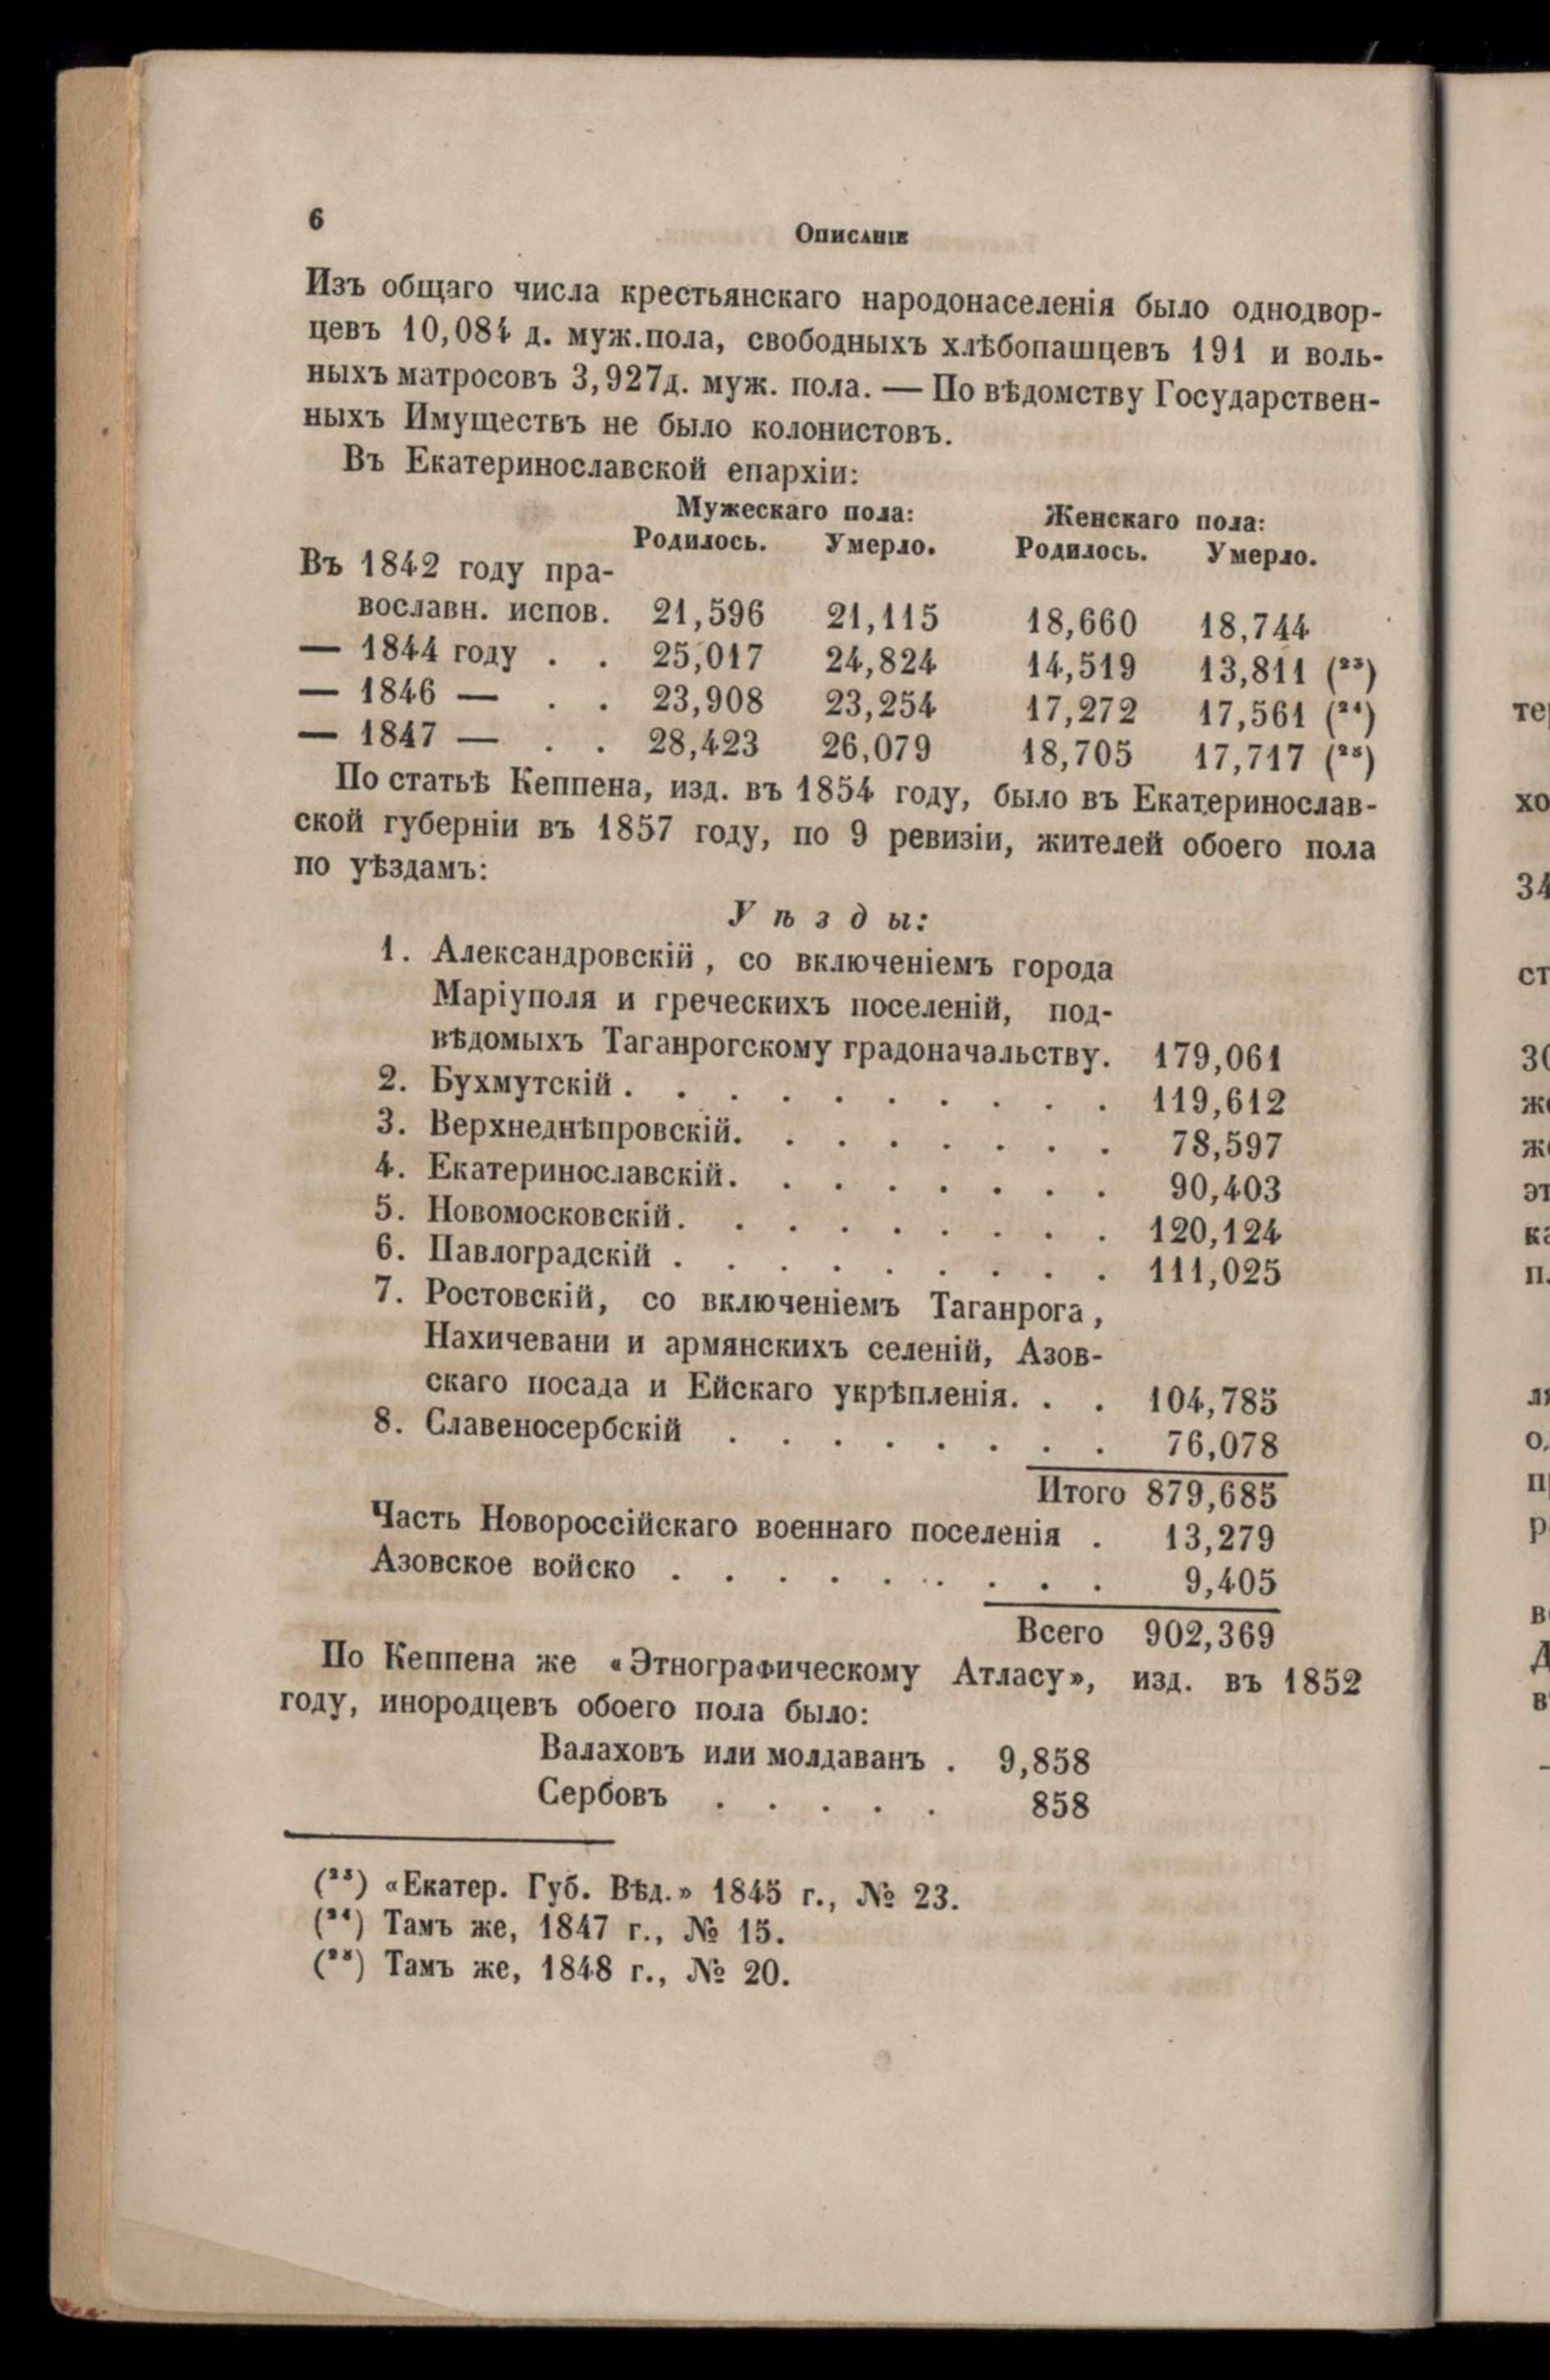 6
Описаніе
Изъ общаго числа крестьянскаго народонаселенія было однодвор-
цевъ 10,084 д. муж.пола, свободныхъ хлѣбопашцевъ 191 и воль-
ныхъ матросовъ 3,927д. муж. пола. — По вѣдомству Государствен-
ныхъ Имуществъ не было колонистовъ.
Въ Екатеринославской епархіи:
Мужескаго пола: Женскаго пола:
Родилось. Умерло. Родилось. Умерло.
Въ 1842 году пра-
вославн. испов. 21,596 21,115 18,660 18,744
— 1844 году . . 25,017 24,824 14,519 13,811 (²³)
— 1846 — . . 23,908 23,254 17,272 17,561 (²⁴)
— 1847 — . . 28,423 26,079 18,705 17,717 (²⁵)
По статьѣ Кеппена, изд. въ 1854 году, было въ Екатеринослав-
ской губерніи въ 1857 году, по 9 ревизіи, жителей обоего пола
по уѣздамъ:
Уѣзды:
1. Александровскій, со включеніемъ города
Маріуполя и греческихъ поселеній, под-
вѣдомыхъ Таганрогскому градоначальству. 179,061
2. Бухмутскій . . . . . . . . . . 119,612
3. Верхнеднѣпровскій. . . . . . . . 78,597
4. Екатеринославскій. . . . . . . . 90,403
5. Новомосковскій. . . . . . . . . 120,124
6. Павлоградскій . . . . . . . . . 111,025
7. Ростовскій, со включеніемъ Таганрога,
Нахичевани и армянскихъ селеній, Азов-
скаго посада и Ейскаго укрѣпленія. . . 104,785
8. Славеносербскій . . . . . . . . 76,078
Итого 879,685
Часть Новороссійскаго военнаго поселенія . 13,279
Азовское войско . . . . . . . . . 9,405
Всего 902,369
По Кеппена же «Этнографическому Атласу», изд. въ 1852
году, инородцевъ обоего пола было:
Валаховъ или молдаванъ . 9,858
Сербовъ . . . . . 858
(²³) «Екатер. Губ. Вѣд.» 1845 г., № 23.
(²⁴) Тамъ же, 1847 г., № 15.
(²⁵) Тамъ же, 1848 г., № 20.